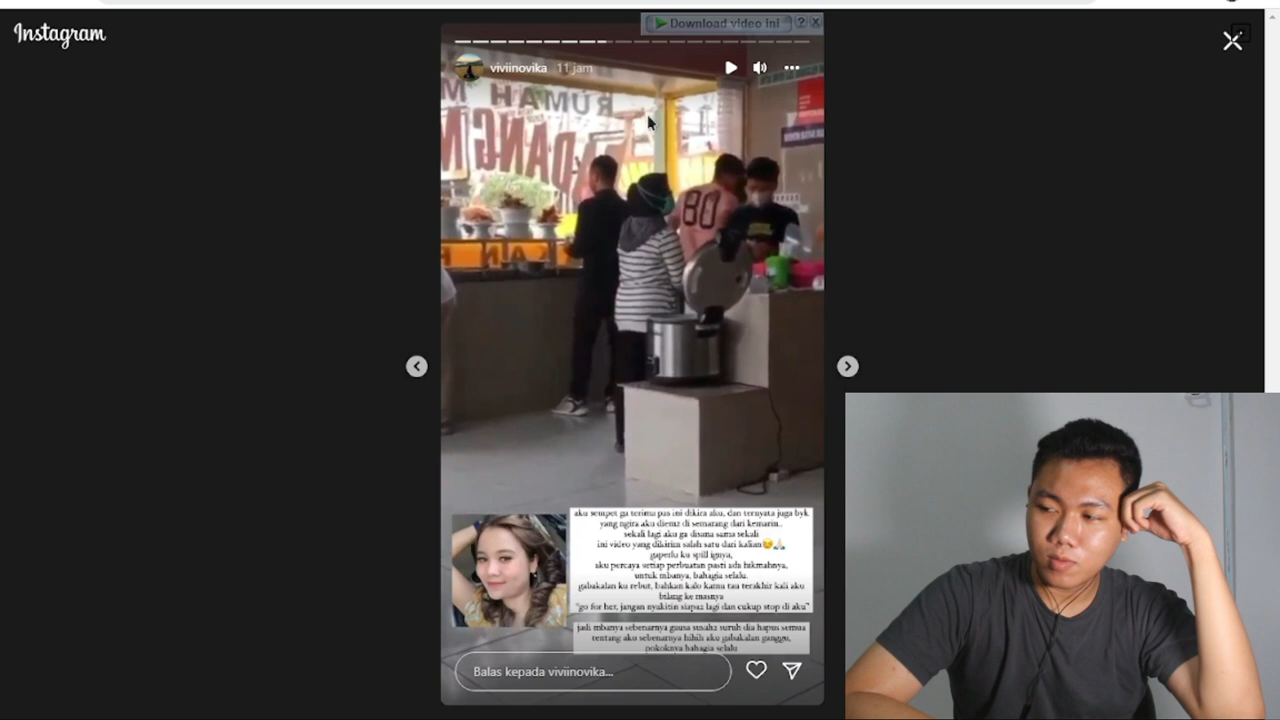 Instagram
Download video ini ? X
viviinovika 11 jam
RUMAH M
DANG
80
aku sempet ga terima pas ini dikira aku, dan ternyata juga byk
yang ngira aku diem2 di semarang dari kemarin..
sekali lagi aku ga disana sama sekali
ini video yang dikirim salah satu dari kalian😊🙏🏻
gaperlu ku spill ignya,
aku percaya setiap perbuatan pasti ada hikmahnya,
untuk mbanya, bahagia selalu.
gabakalan ku rebut, bahkan kalo kamu tau terakhir kali aku
bilang ke masnya
"go for her, jangan nyakitin siapa2 lagi dan cukup stop di aku"
jadi mbanya sebenarnya gausa susah2 suruh dia hapus semua
tentang aku sebenarnya hihih aku gabakalan ganggu,
pokoknya bahagia selalu
Balas kepada viviinovika...